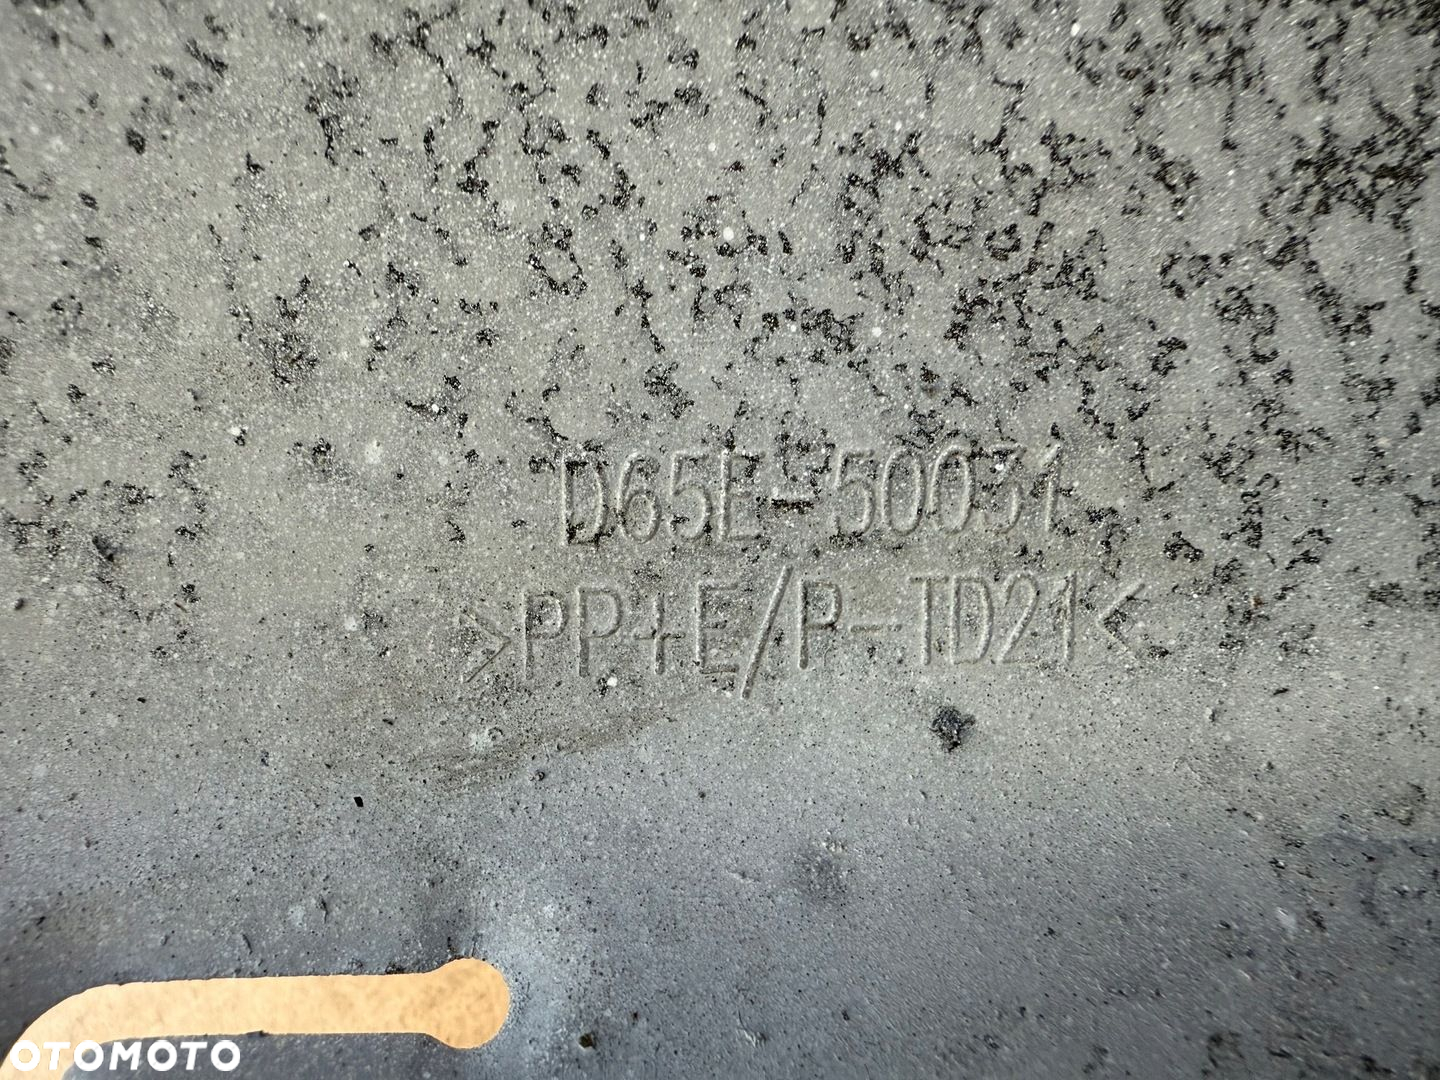 D65E-50031
>PP+E/P-TD21<
OTOMOTO